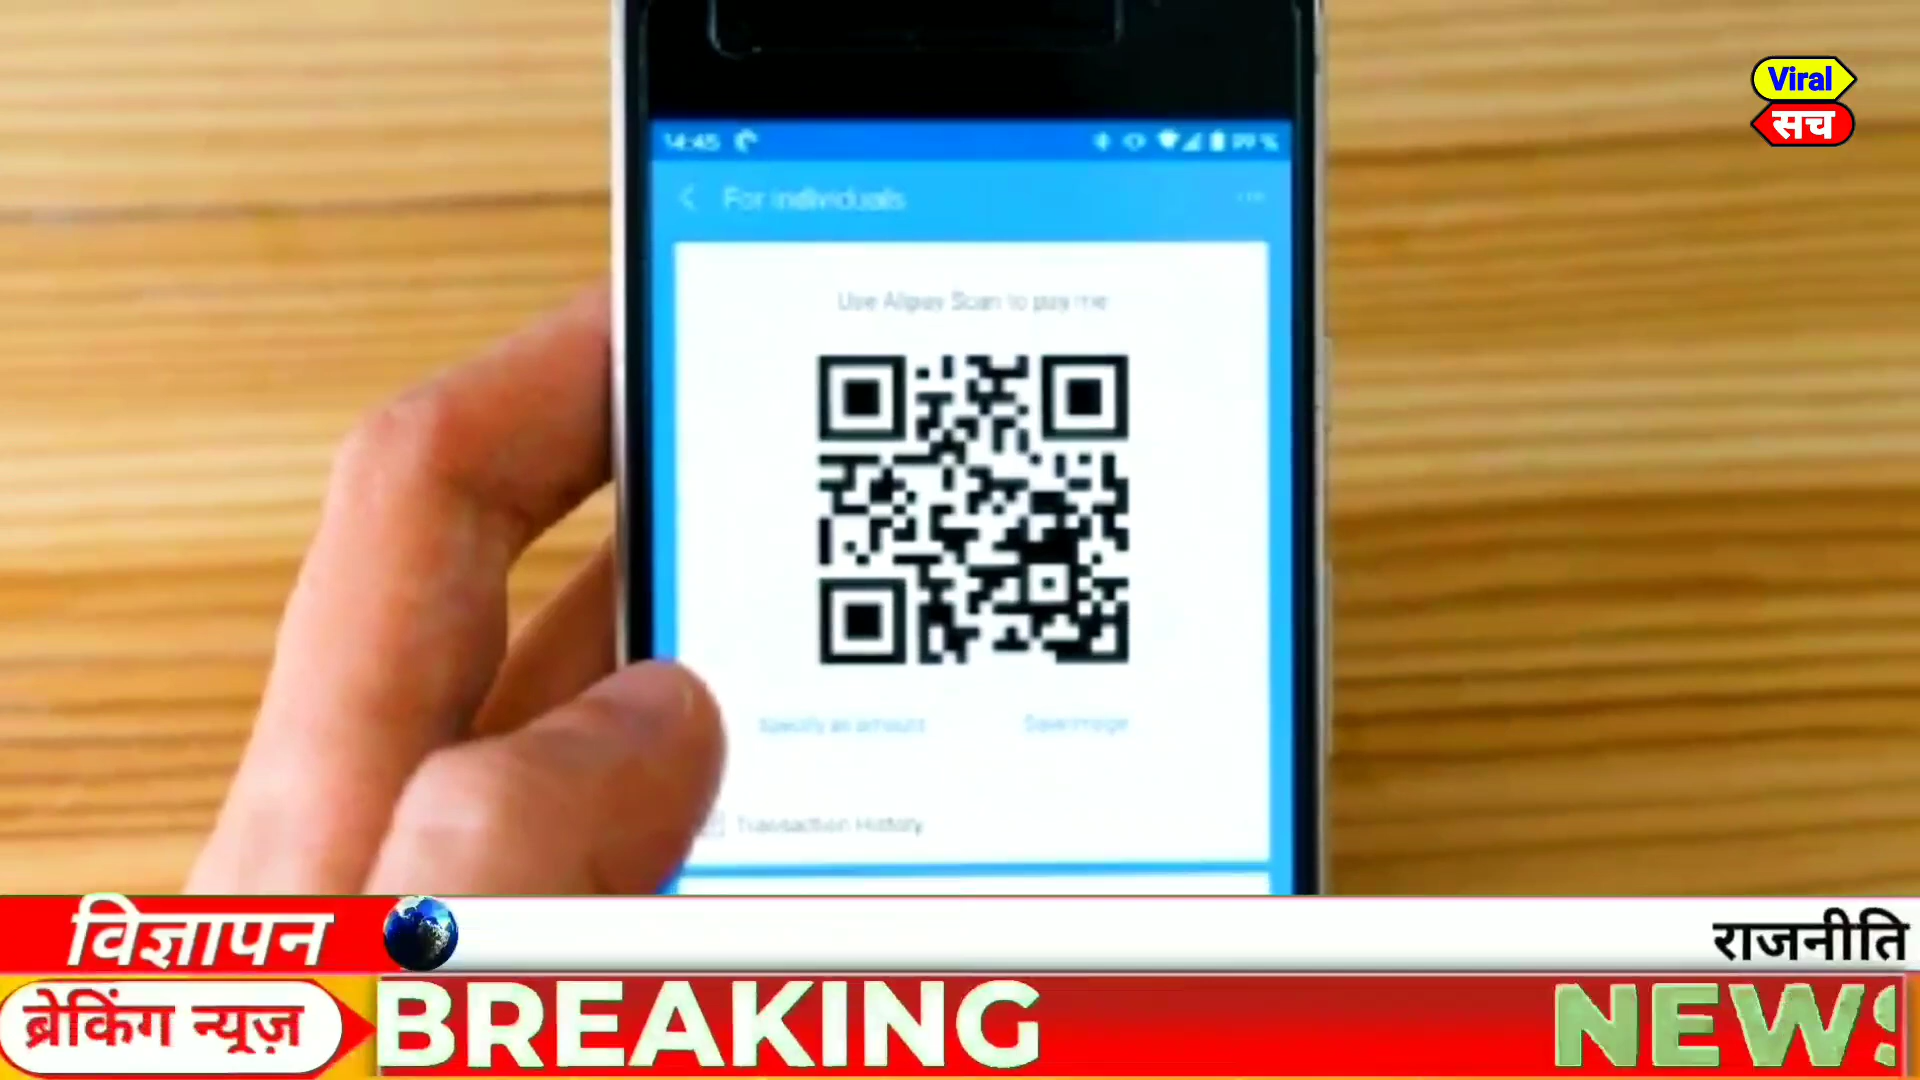 Viral
सच
14:45
99 %
For individuals
Use Alipay Scan to pay me
Specify an amount
Save image
Transaction History
विज्ञापन
राजनीति
ब्रेकिंग न्यूज़
BREAKING
NEWS